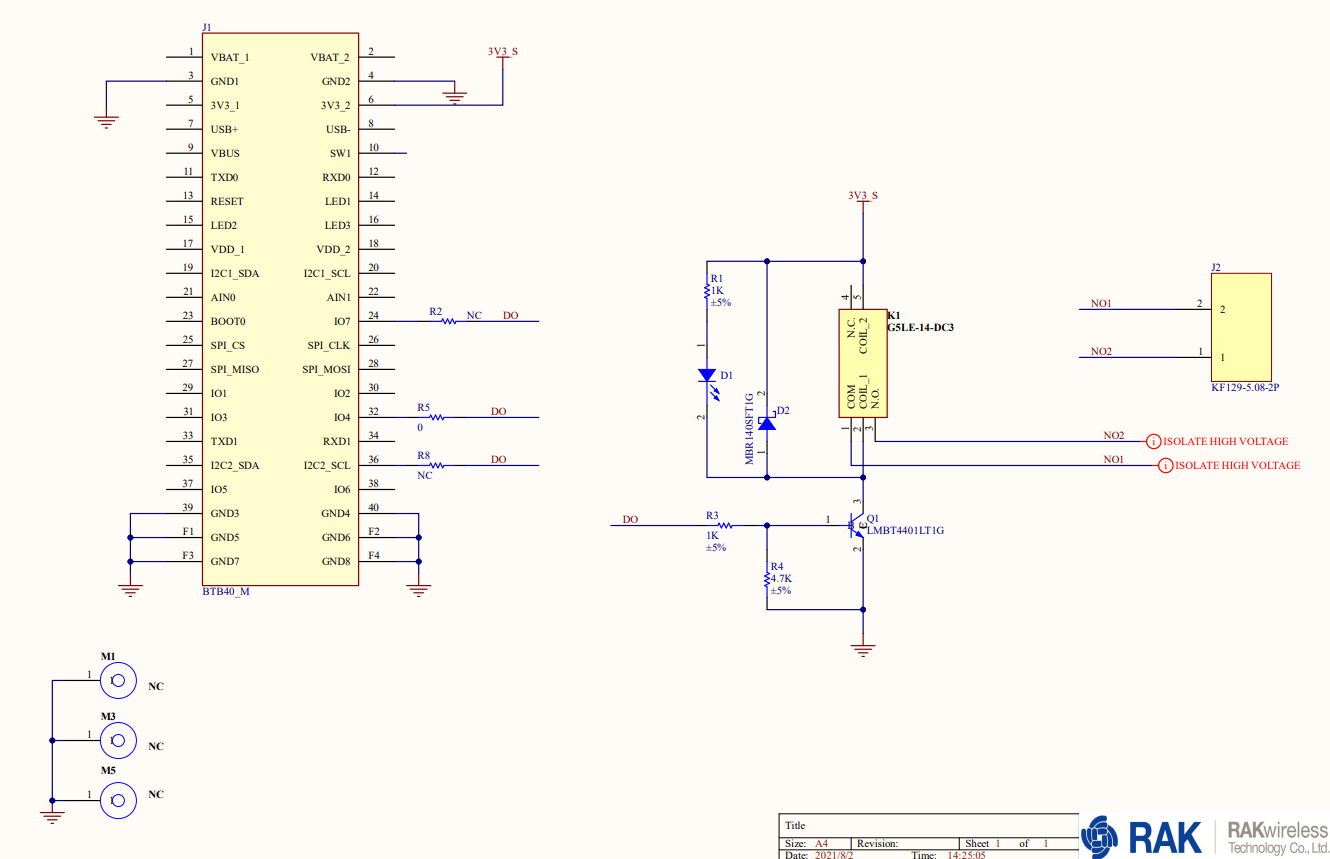 J1
1 VBAT_1 VBAT_2 2
3 GND1 GND2 4
5 3V3_1 3V3_2 6
7 USB+ USB- 8
9 VBUS SW1 10
11 TXD0 RXD0 12
13 RESET LED1 14
15 LED2 LED3 16
17 VDD_1 VDD_2 18
19 I2C1_SDA I2C1_SCL 20
21 AIN0 AIN1 22
23 BOOT0 IO7 24
25 SPI_CS SPI_CLK 26
27 SPI_MISO SPI_MOSI 28
29 IO1 IO2 30
31 IO3 IO4 32
33 TXD1 RXD1 34
35 I2C2_SDA I2C2_SCL 36
37 IO5 IO6 38
39 GND3 GND4 40
F1 GND5 GND6 F2
F3 GND7 GND8 F4
BTB40_M
3V3_S
R2 NC DO
R5 DO
0
R8 DO
NC
3V3_S
R1
1K
±5%
1
D1
2
MBR140SFT1G
2
D2
1
4 5
K1
G5LE-14-DC3
N.C.
COIL_2
COM
COIL_1
N.O.
1 2 3
NO2 i ISOLATE HIGH VOLTAGE
NO1 i ISOLATE HIGH VOLTAGE
J2
NO1 2 2
NO2 1 1
KF129-5.08-2P
DO R3
1K
±5%
1 B C 3
Q1
LMBT4401LT1G
2
R4
4.7K
±5%
M1
1 NC
M3
1 NC
M5
1 NC
Title
Size: A4 Revision: Sheet 1 of 1
Date: 2021/8/2 Time: 14:25:05
RAK
RAKwireless
Technology Co., Ltd.